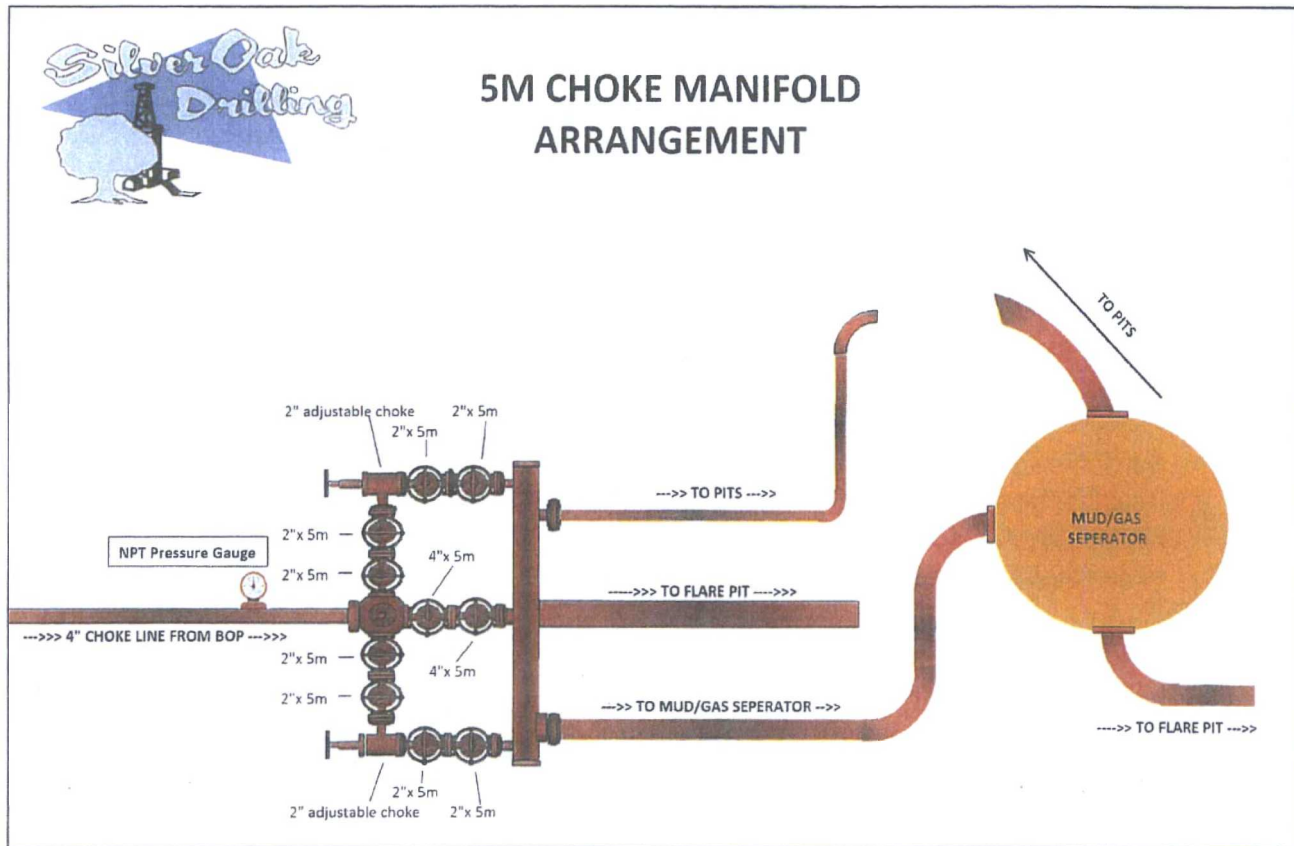 Silver Oak
Drilling
5M CHOKE MANIFOLD
ARRANGEMENT
TO PITS
2" adjustable choke
2"x 5m
2"x 5m
--->> TO PITS --->>
MUD/GAS
SEPERATOR
2"x 5m
NPT Pressure Gauge
2"x 5m
4"x 5m
----->>> TO FLARE PIT ---->>>
--->>> 4" CHOKE LINE FROM BOP --->>>
2"x 5m
4"x 5m
2"x 5m
---->> TO MUD/GAS SEPERATOR -->>
---->> TO FLARE PIT --->>
2"x 5m
2" adjustable choke
2"x 5m